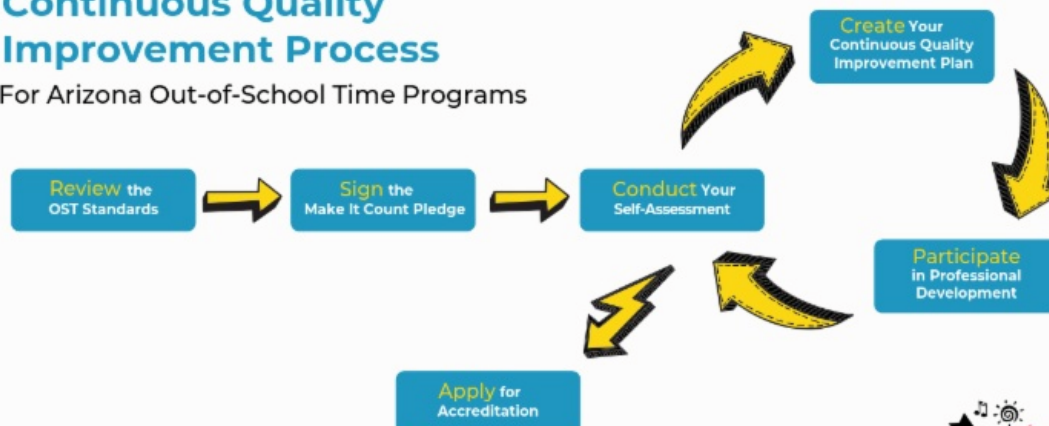 Continuous Quality
Improvement Process
For Arizona Out-of-School Time Programs
Create Your
Continuous Quality
Improvement Plan
Review the
OST Standards
Sign the
Make It Count Pledge
Conduct Your
Self-Assessment
Participate
in Professional
Development
Apply for
Accreditation